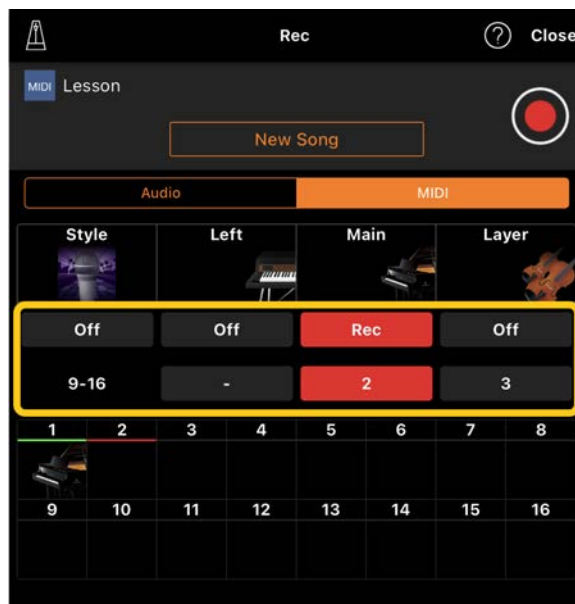 Rec
? Close
MIDI Lesson
New Song
Audio MIDI
Style Left Main Layer
Off Off Rec Off
9-16 - 2 3
1 2 3 4 5 6 7 8
9 10 11 12 13 14 15 16